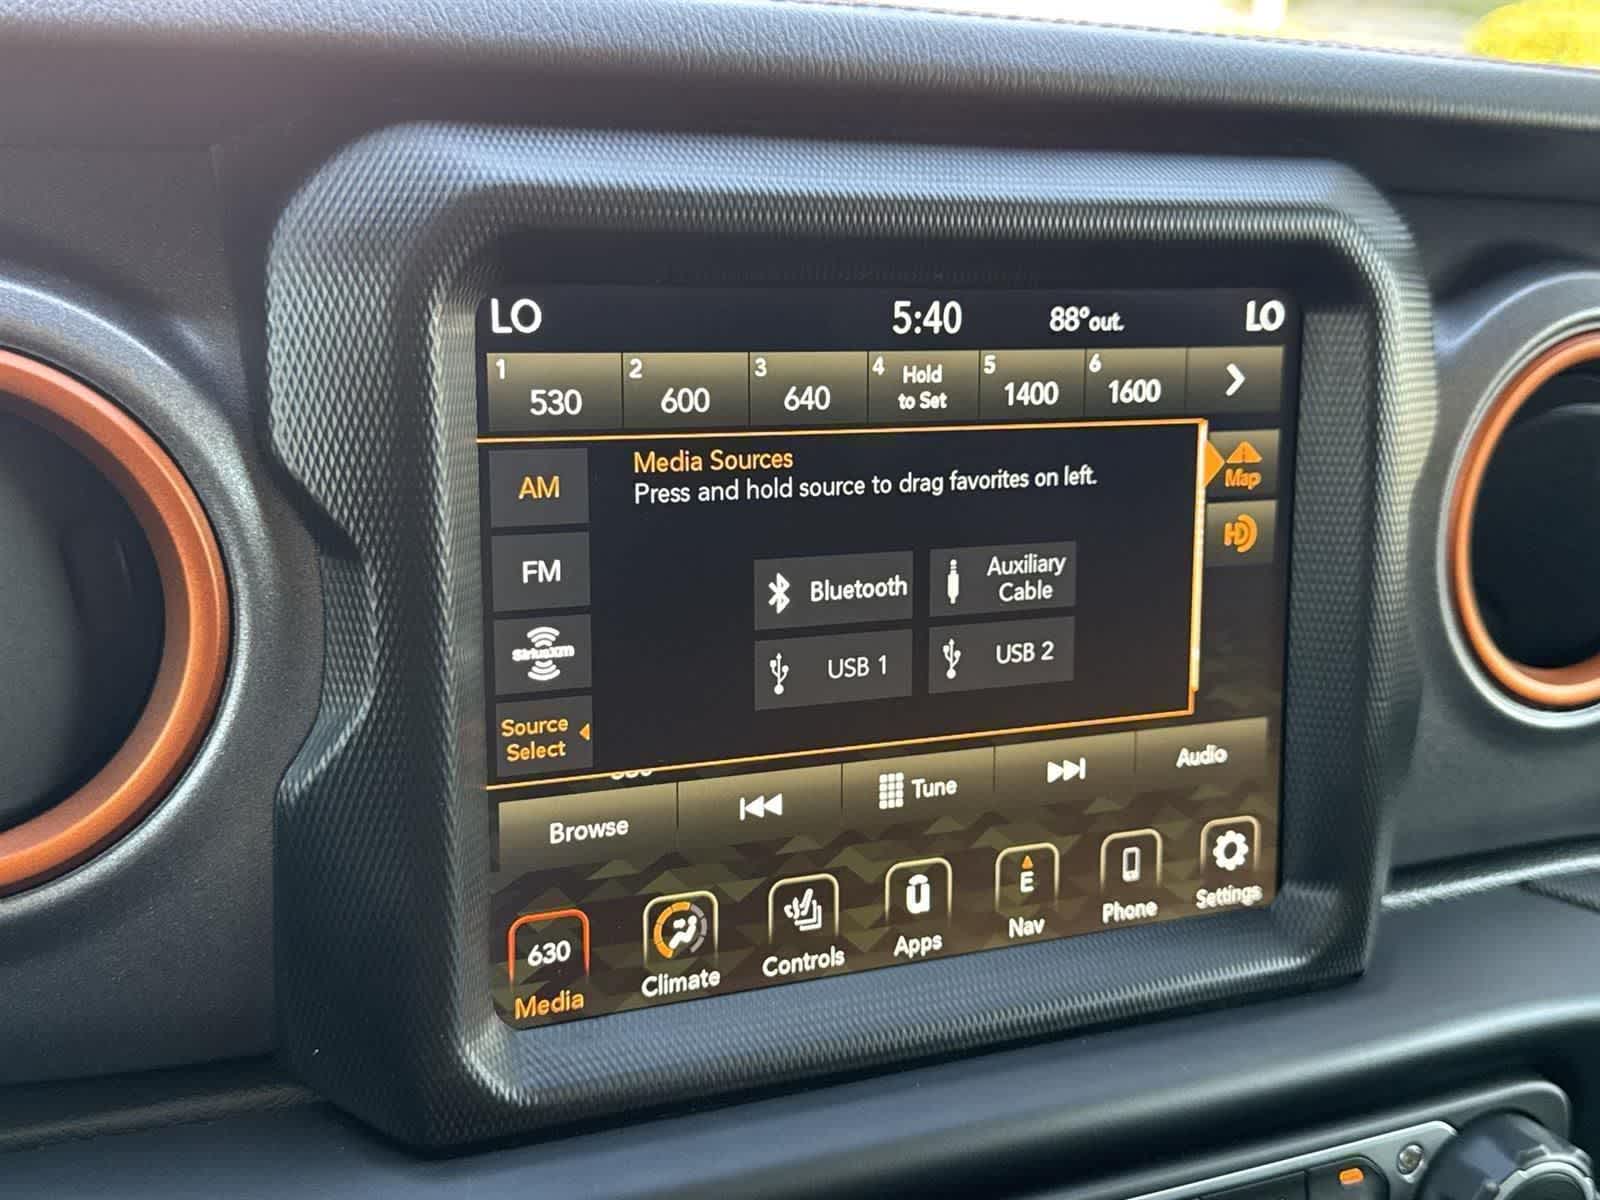 LO 5:40 88°out. LO
1 530 2 600 3 640 4 Hold to Set 5 1400 6 1600
Media Sources
Press and hold source to drag favorites on left.
AM
FM
SiriusXM
Source
Select
Bluetooth
Auxiliary
Cable
USB 1
USB 2
Map
HD
Browse
Tune
Audio
630
Media
Climate
Controls
Apps
E
Nav
Phone
Settings